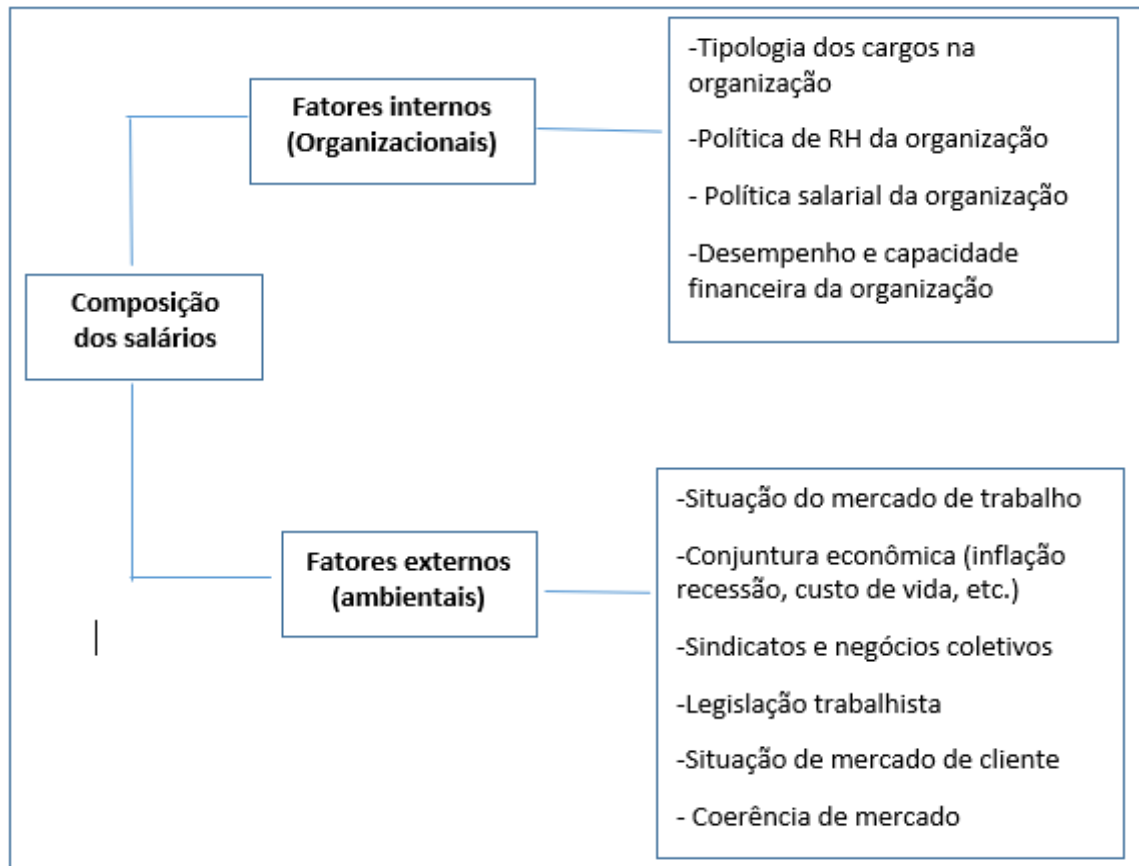 Composição
dos salários
Fatores internos
(Organizacionais)
-Tipologia dos cargos na
organização
-Política de RH da organização
- Política salarial da organização
-Desempenho e capacidade
financeira da organização
Fatores externos
(ambientais)
-Situação do mercado de trabalho
-Conjuntura econômica (inflação
recessão, custo de vida, etc.)
-Sindicatos e negócios coletivos
-Legislação trabalhista
-Situação de mercado de cliente
- Coerência de mercado